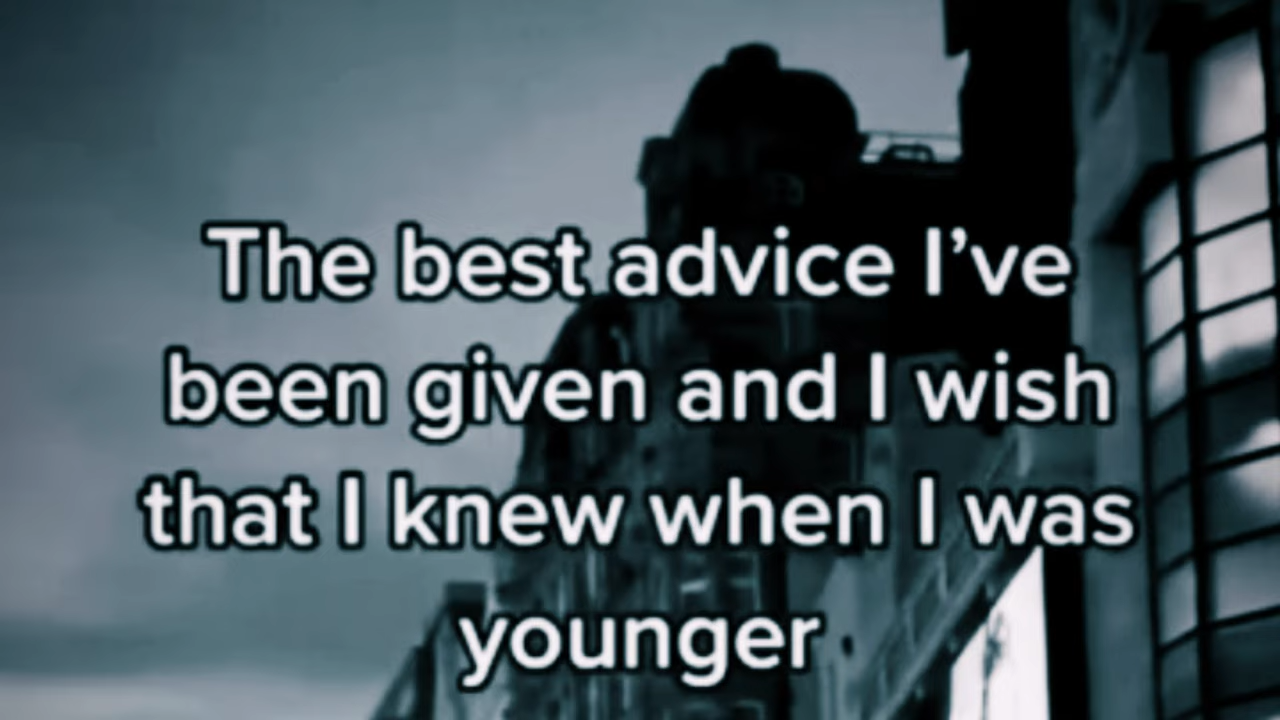 The best advice I’ve
been given and I wish
that I knew when I was
younger